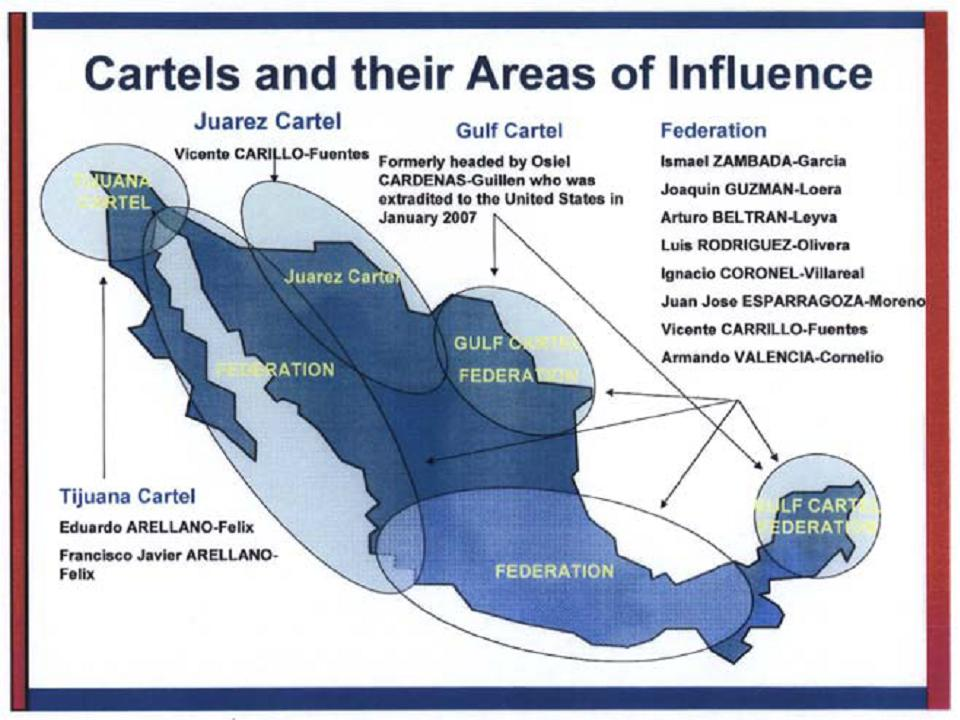 Cartels and their Areas of Influence
Juarez Cartel
Vicente CARILLO-Fuentes
Gulf Cartel
Formerly headed by Osiel
CARDENAS-Guillen who was
extradited to the United States in
January 2007
Federation
Ismael ZAMBADA-Garcia
Joaquin GUZMAN-Loera
Arturo BELTRAN-Leyva
Luis RODRIGUEZ-Olivera
Ignacio CORONEL-Villareal
Juan Jose ESPARRAGOZA-Moreno
Vicente CARRILLO-Fuentes
Armando VALENCIA-Cornelio
TIJUANA
CARTEL
Juarez Cartel
FEDERATION
GULF CARTEL
FEDERATION
GULF CARTEL
FEDERATION
FEDERATION
Tijuana Cartel
Eduardo ARELLANO-Felix
Francisco Javier ARELLANO-
Felix